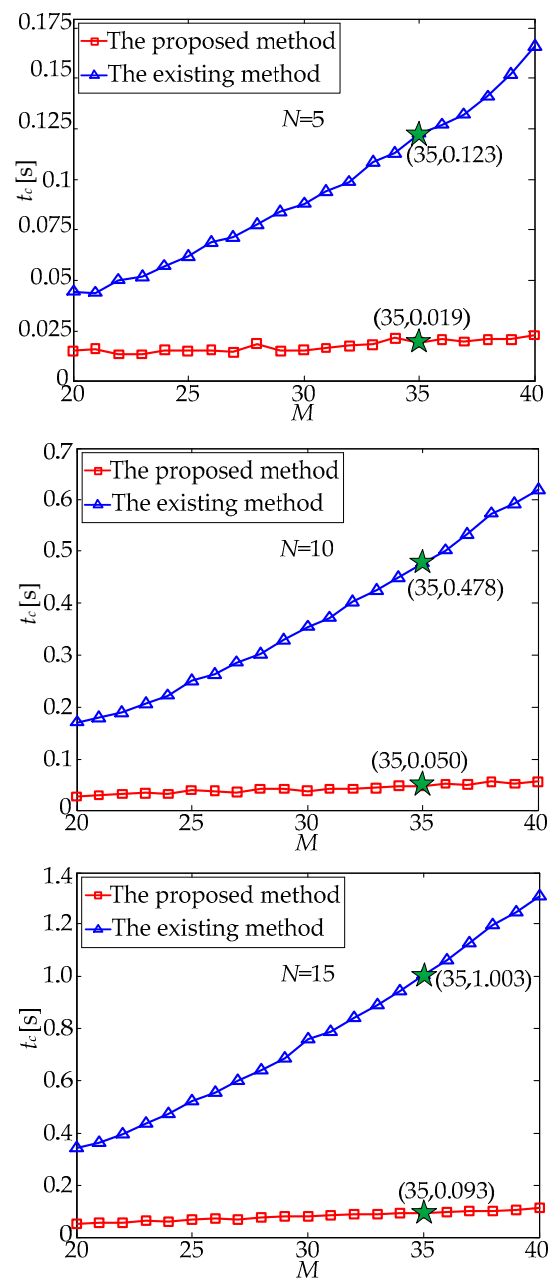 0.175
The proposed method
The existing method
0.15
N=5
0.125
(35,0.123)
0.1
tc [s]
0.075
0.05
(35,0.019)
0.025
0
20 25 30 35 40
M
0.7
The proposed method
0.6
The existing method
N=10
0.5
(35,0.478)
0.4
tc [s]
0.3
0.2
(35,0.050)
0.1
0
20 25 30 35 40
M
1.4
The proposed method
1.2
The existing method
N=15
1.0
(35,1.003)
0.8
tc [s]
0.6
0.4
(35,0.093)
0.2
0
20 25 30 35 40
M